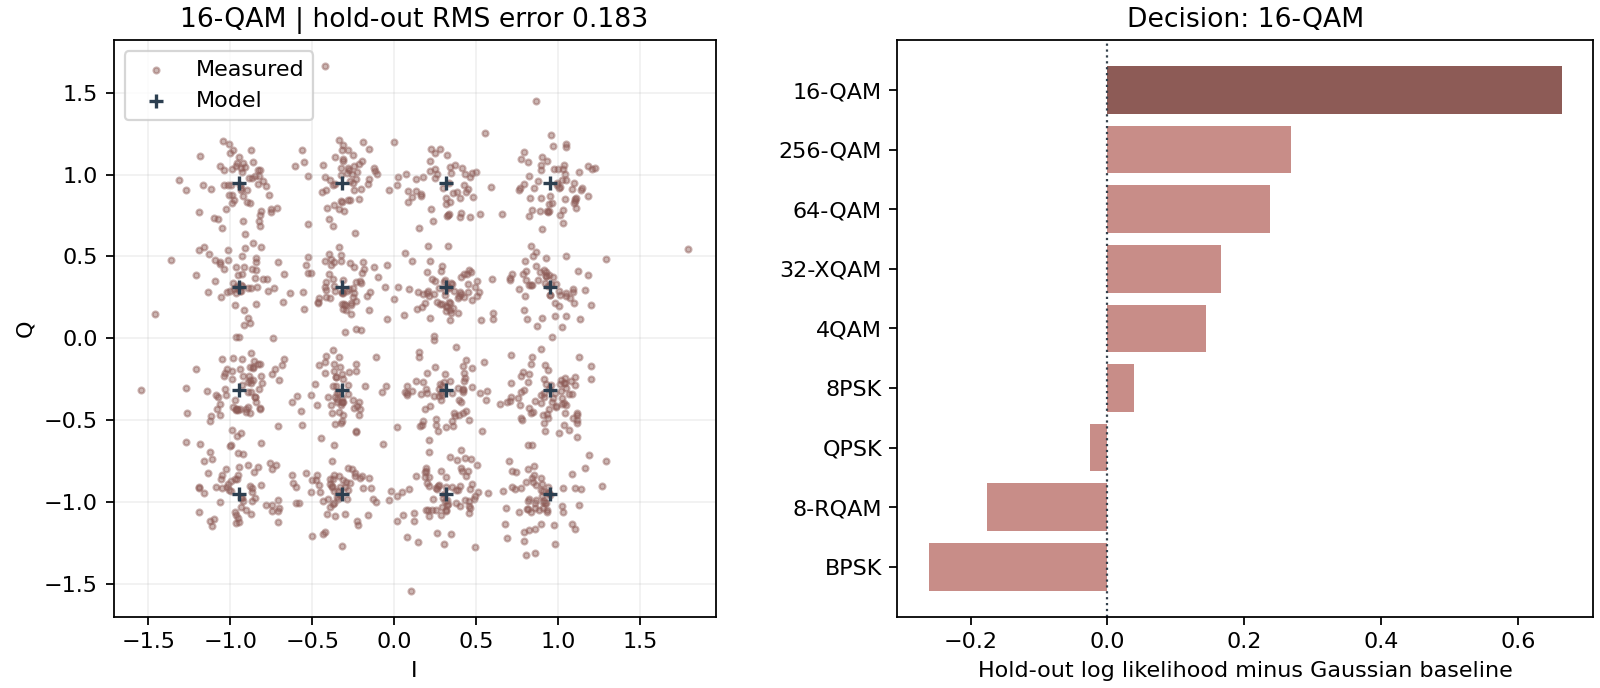 16-QAM | hold-out RMS error 0.183
Measured
Model
1.5
1.0
0.5
0.0
−0.5
−1.0
−1.5
Q
−1.5
−1.0
−0.5
0.0
0.5
1.0
1.5
I
Decision: 16-QAM
16-QAM
256-QAM
64-QAM
32-XQAM
4QAM
8PSK
QPSK
8-RQAM
BPSK
−0.2
0.0
0.2
0.4
0.6
Hold-out log likelihood minus Gaussian baseline